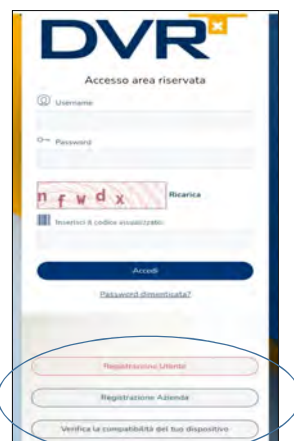 DVR
Accesso area riservata
Username
Password
n f w d x
Ricarica
Inserisci il codice visualizzato:
Accedi
Password dimenticata?
Registrazione Utente
Registrazione Azienda
Verifica la compatibilità del tuo dispositivo